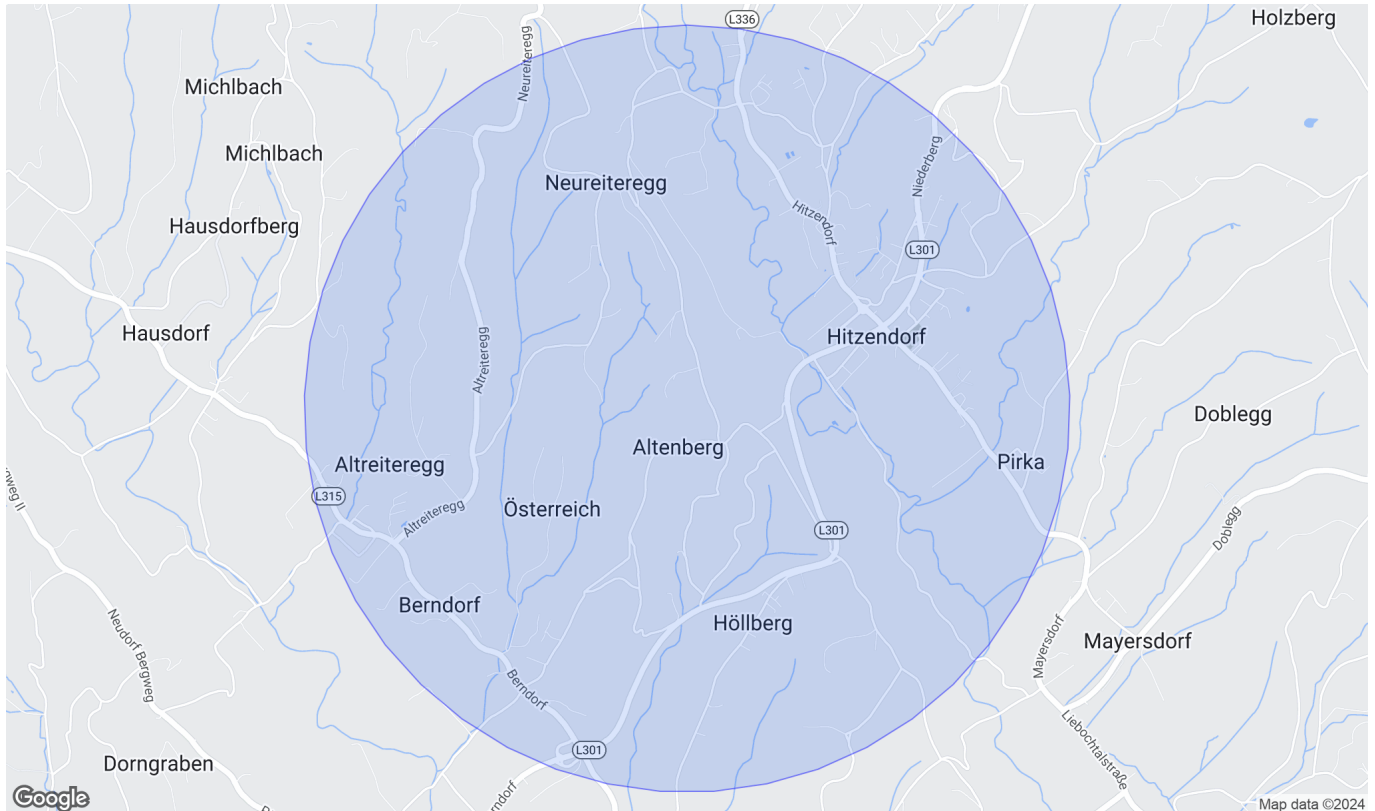 L336
Holzberg
Neureiteregg
Michlbach
Michlbach
Niederberg
Neureiteregg
Hitzendorf
Hausdorfberg
L301
Hausdorf
Hitzendorf
Altreiteregg
Doblegg
Altenberg
Altreiteregg
Pirka
L315
Österreich
Altreiteregg
Doblegg
L301
Berndorf
Höllberg
Neudorf Bergweg
Mayersdorf
Mayersdorf
Berndorf
Liebochtalstraße
L301
Dorngraben
Google
Map data ©2024